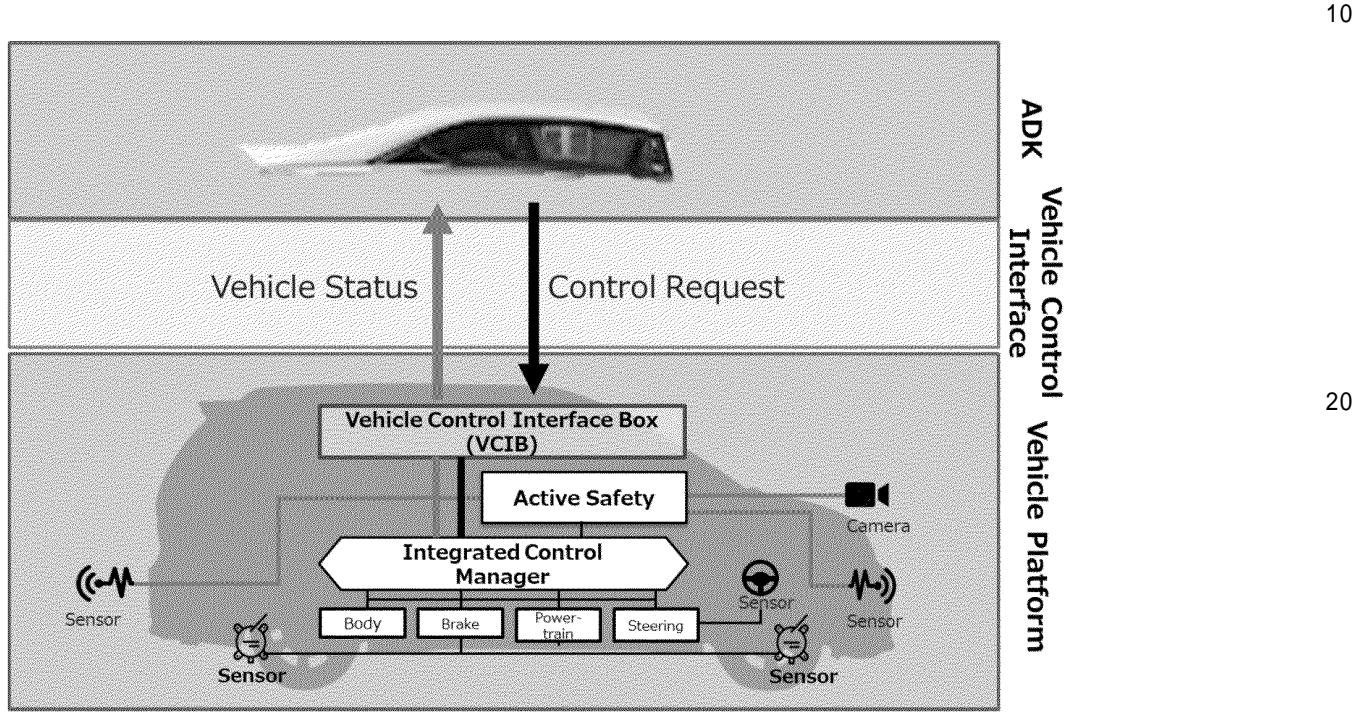 10
ADK
Vehicle Status
Control Request
Vehicle Control
Interface
20
Vehicle Control Interface Box
(VCIB)
Active Safety
Camera
Integrated Control
Manager
Sensor
Body
Brake
Power-
train
Steering
Sensor
Sensor
Sensor
Sensor
Vehicle Platform